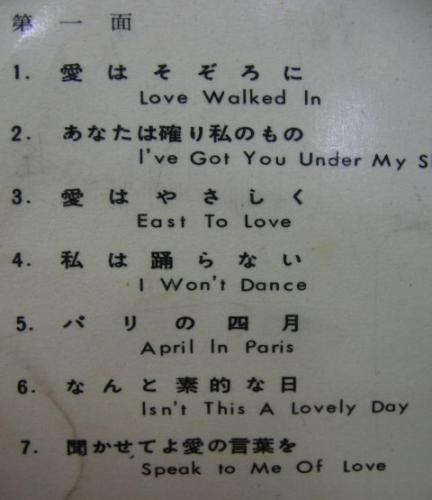 第一面
1. 愛はそぞろに
Love Walked In
2. あなたは確り私のもの
I've Got You Under My S
3. 愛はやさしく
East To Love
4. 私は踊らない
I Won't Dance
5. パリの四月
April In Paris
6. なんと素的な日
Isn't This A Lovely Day
7. 聞かせてよ愛の言葉を
Speak to Me Of Love